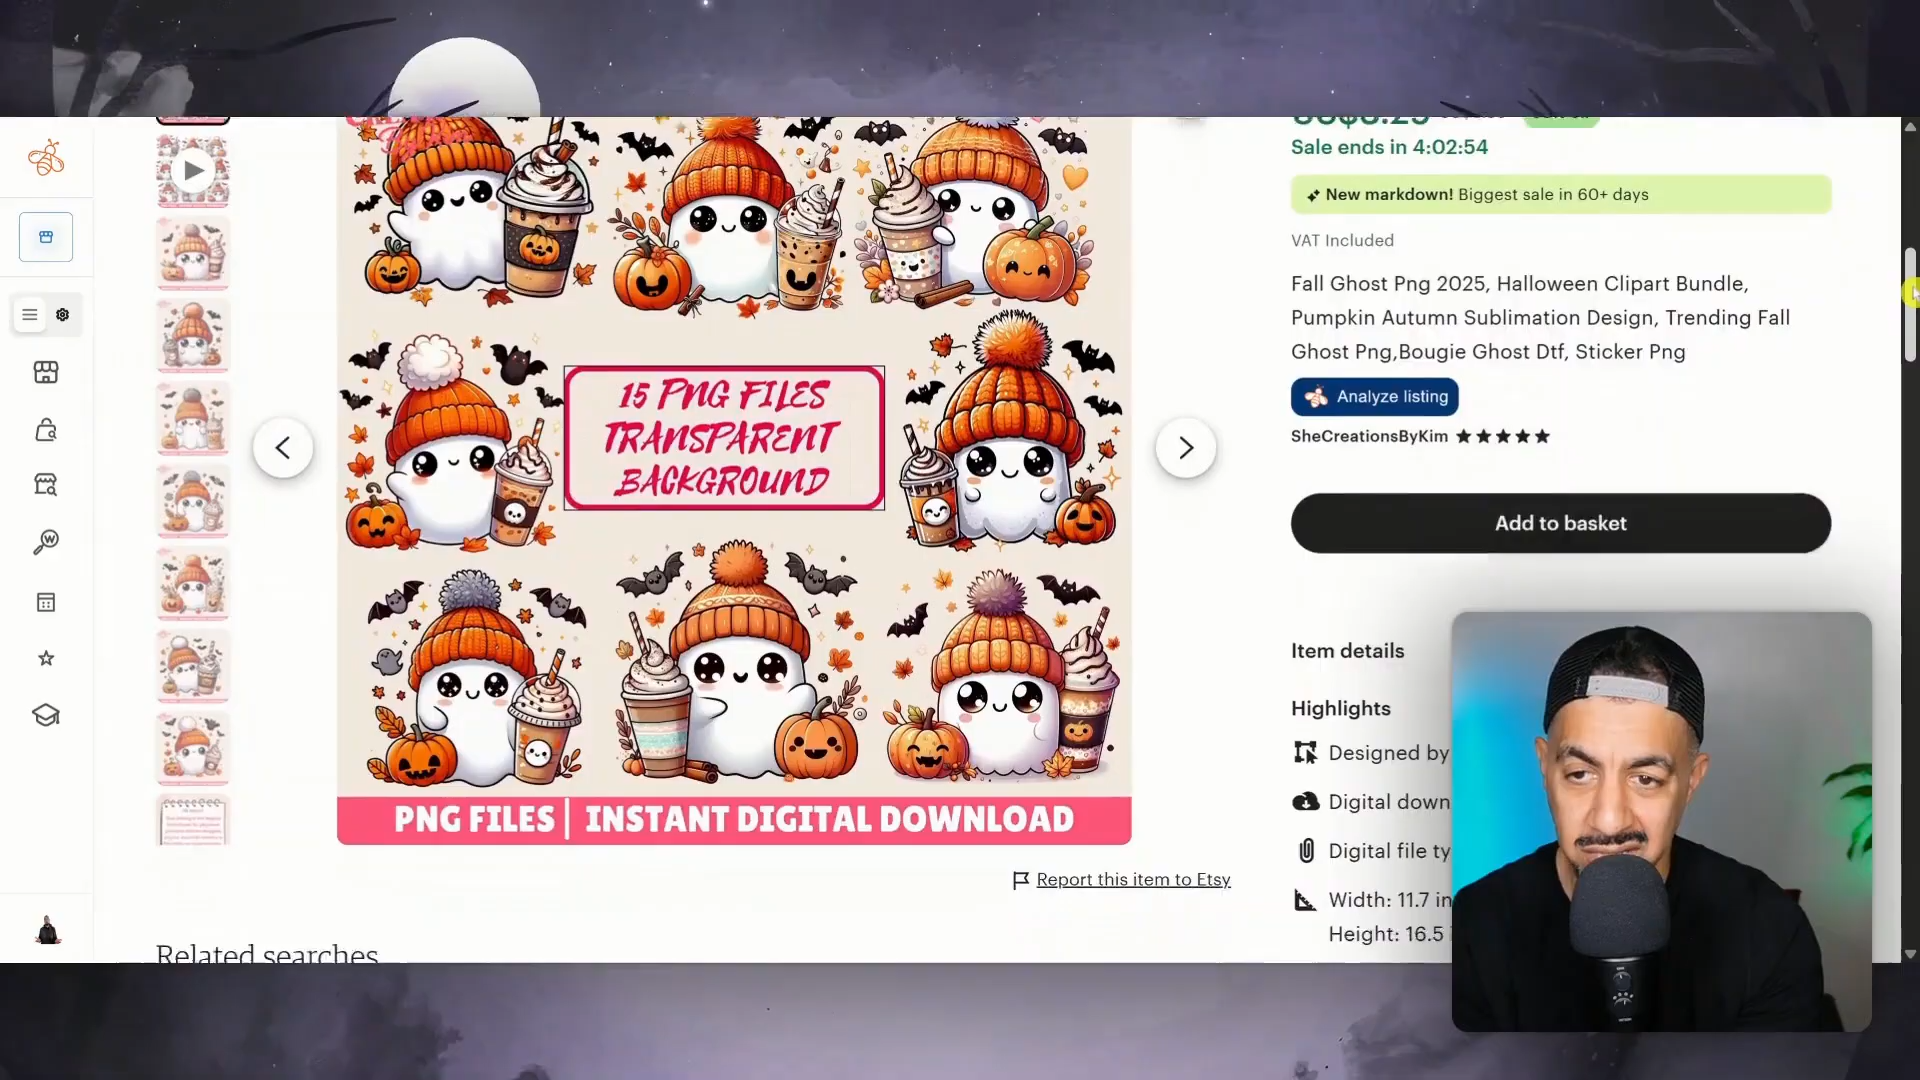 Sale ends in 4:02:54
New markdown! Biggest sale in 60+ days
VAT Included
Fall Ghost Png 2025, Halloween Clipart Bundle,
Pumpkin Autumn Sublimation Design, Trending Fall
Ghost Png,Bougie Ghost Dtf, Sticker Png
Analyze listing
SheCreationsByKim
15 PNG FILES
TRANSPARENT
BACKGROUND
Add to basket
Item details
Highlights
Designed by
Digital down
Digital file ty
Width: 11.7 in
Height: 16.5
PNG FILES | INSTANT DIGITAL DOWNLOAD
Report this item to Etsy
Related searches